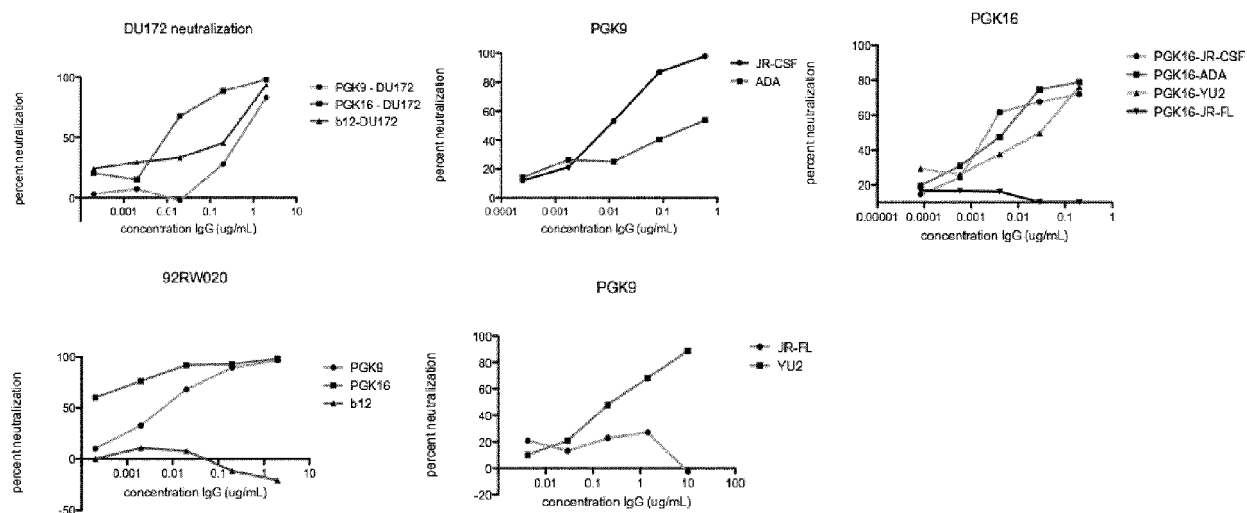 DU172 neutralization
percent neutralization
100
50
0
0.001
0.01
0.1
1
10
concentration IgG (ug/mL)
PGK9 - DU172
PGK16 - DU172
b12-DU172
PGK9
percent neutralization
100
80
60
40
20
0
0.0001
0.001
0.01
0.1
1
concentration IgG (ug/mL)
JR-CSF
ADA
PGK16
percent neutralization
100
80
60
40
20
0.00001
0.0001
0.001
0.01
0.1
1
concentration IgG (ug/mL)
PGK16-JR-CSF
PGK16-ADA
PGK16-YU2
PGK16-JR-FL
92RW020
percent neutralization
100
50
0
-50
0.001
0.01
0.1
1
10
concentration IgG (ug/mL)
PGK9
PGK16
b12
PGK9
percent neutralization
100
80
60
40
20
0
-20
0.01
0.1
1
10
100
concentration IgG (ug/mL)
JR-FL
YU2